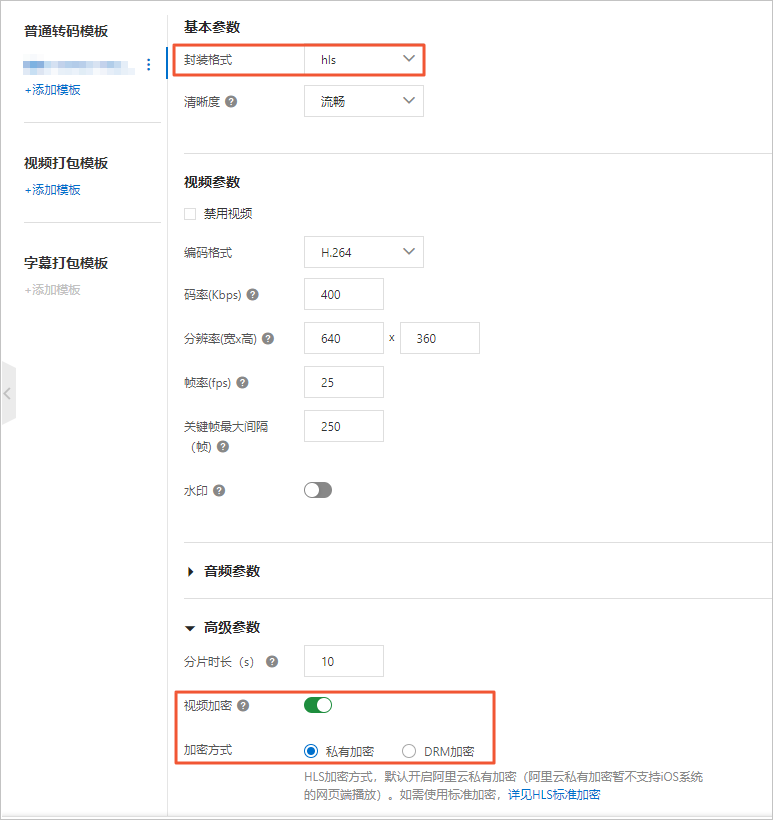 普通转码模板
+添加模板
视频打包模板
+添加模板
字幕打包模板
+添加模板
基本参数
封装格式 hls
清晰度 流畅
视频参数
禁用视频
编码格式 H.264
码率(Kbps) 400
分辨率(宽x高) 640 x 360
帧率(fps) 25
关键帧最大间隔
（帧) 250
水印
音频参数
高级参数
分片时长（s） 10
视频加密
加密方式 私有加密 DRM加密
HLS加密方式，默认开启阿里云私有加密（阿里云私有加密暂不支持iOS系统
的网页端播放）。如需使用标准加密，详见HLS标准加密